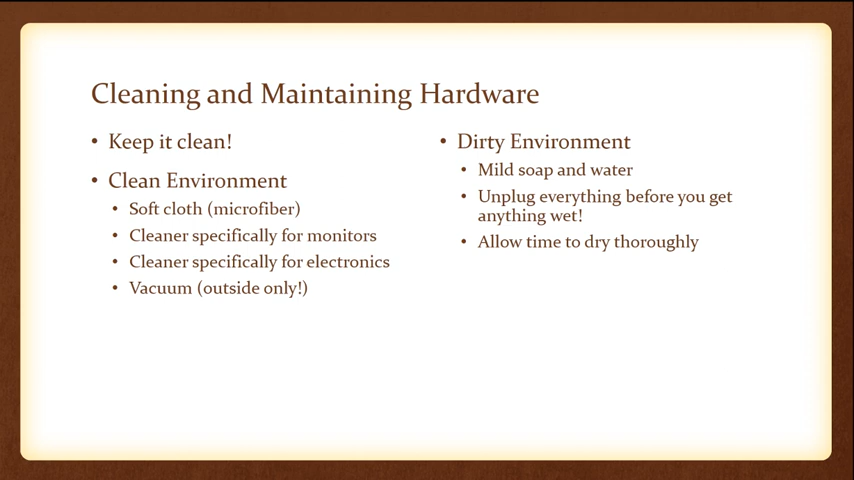 Cleaning and Maintaining Hardware
• Keep it clean!
• Clean Environment
• Soft cloth (microfiber)
• Cleaner specifically for monitors
• Cleaner specifically for electronics
• Vacuum (outside only!)
• Dirty Environment
• Mild soap and water
• Unplug everything before you get
anything wet!
• Allow time to dry thoroughly